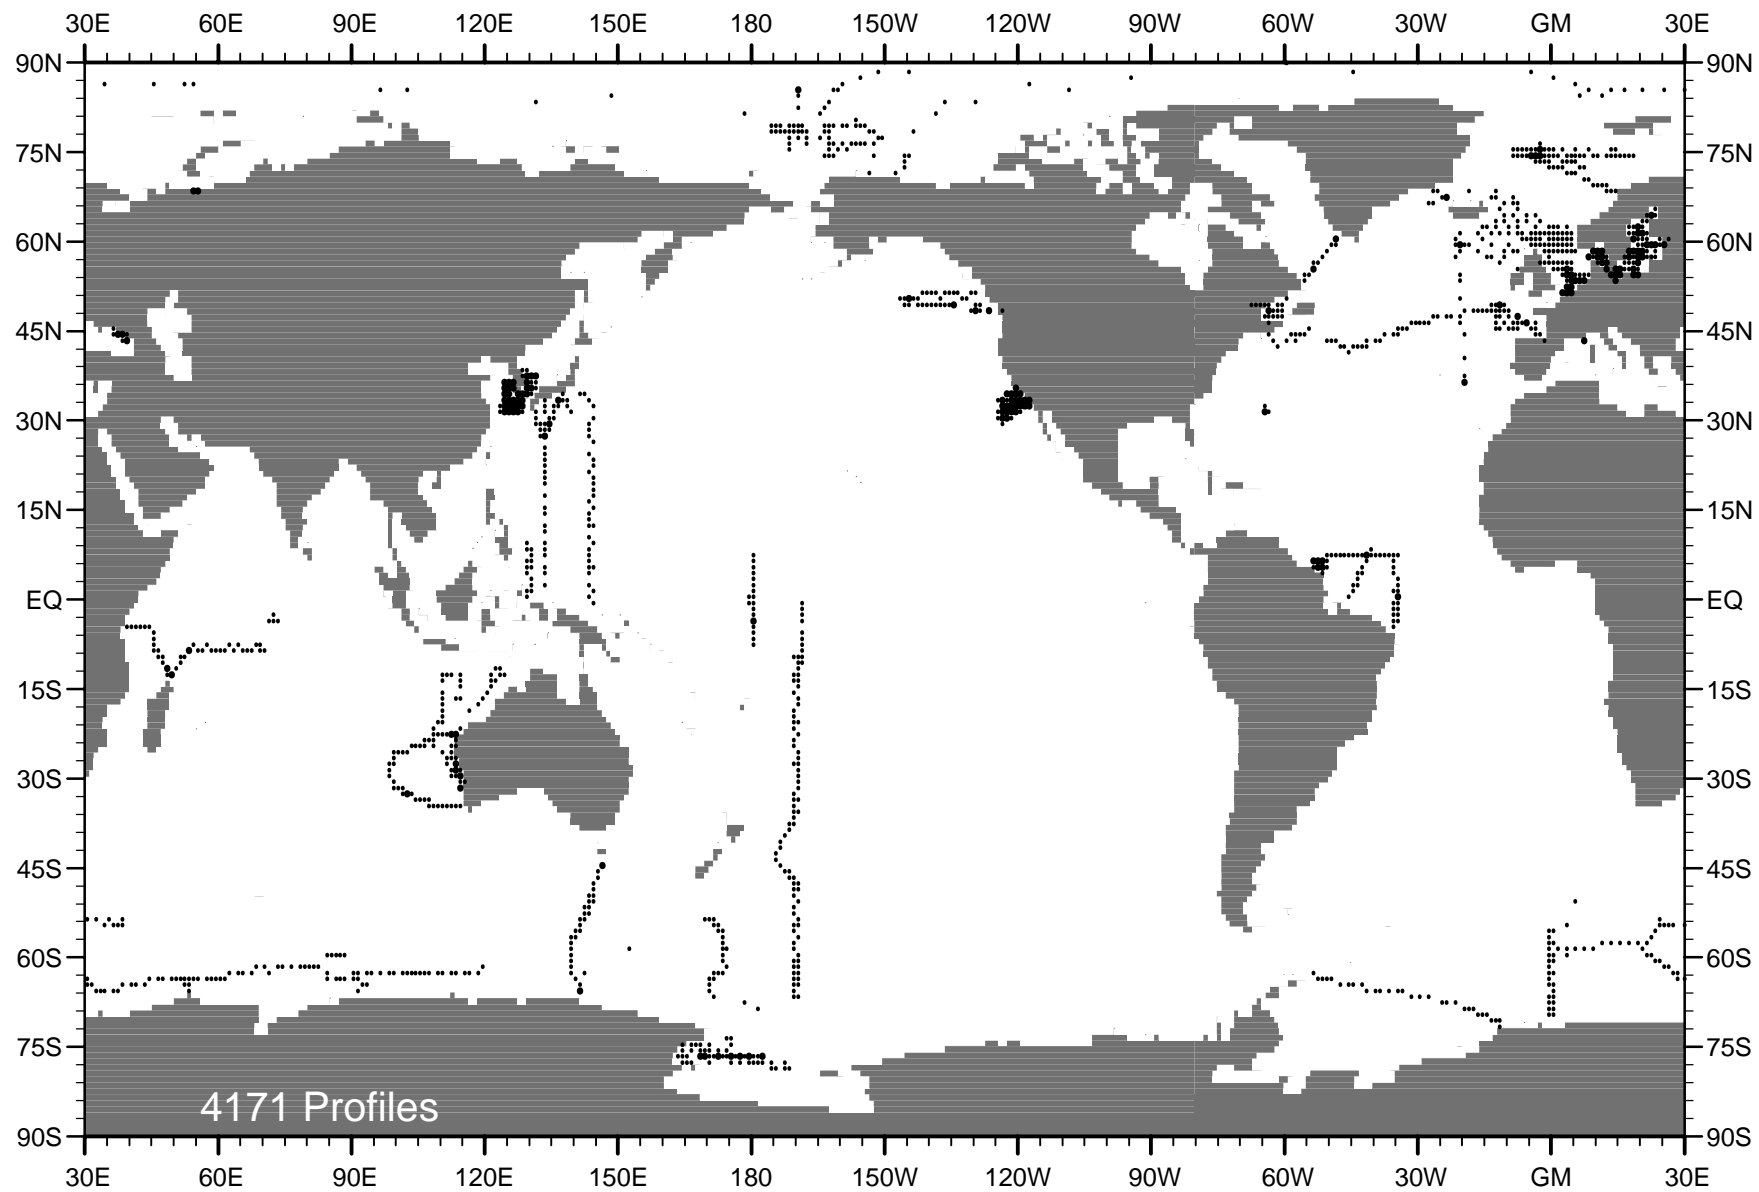 30E 60E 90E 120E 150E 180 150W 120W 90W 60W 30W GM 30E
90N 90N
75N 75N
60N 60N
45N 45N
30N 30N
15N 15N
EQ EQ
15S 15S
30S 30S
45S 45S
60S 60S
75S 75S
4171 Profiles
90S 90S
30E 60E 90E 120E 150E 180 150W 120W 90W 60W 30W GM 30E